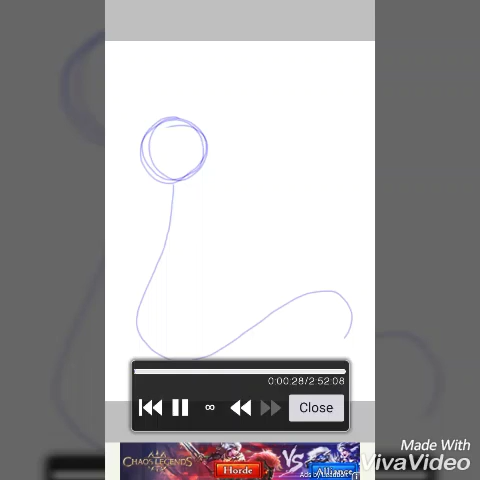 0:00:28/2:52:08
Close
CHAOS LEGENDS
Horde
VS
Alliance
Made With
VivaVideo